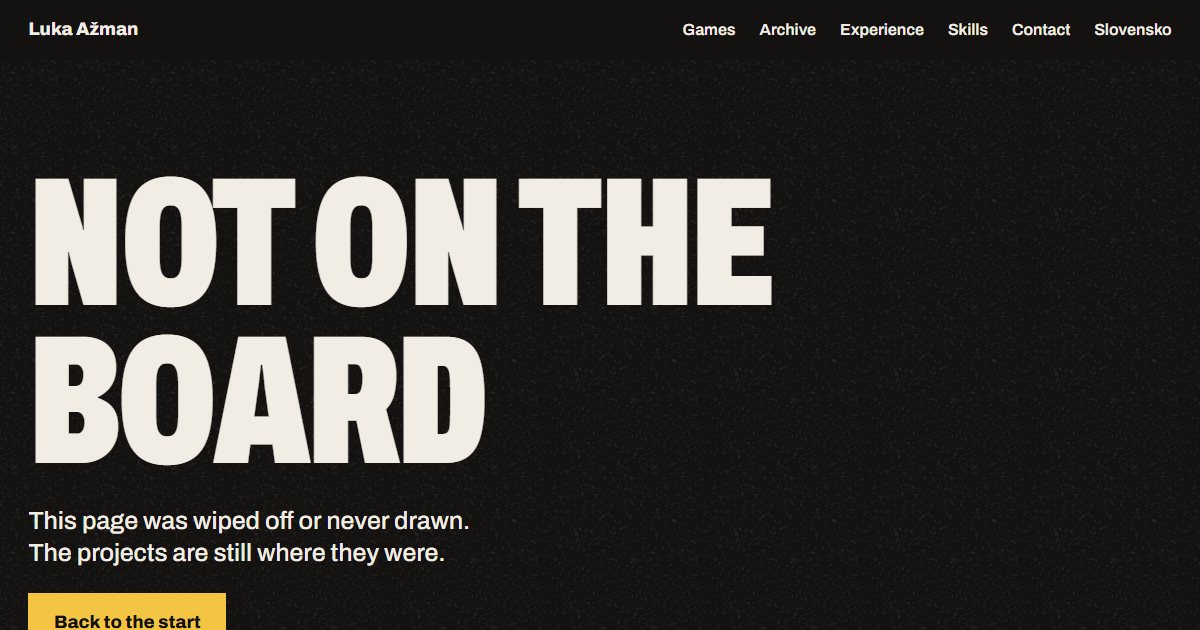 Luka Ažman
Games Archive Experience Skills Contact Slovensko
NOT ON THE
BOARD
This page was wiped off or never drawn.
The projects are still where they were.
Back to the start